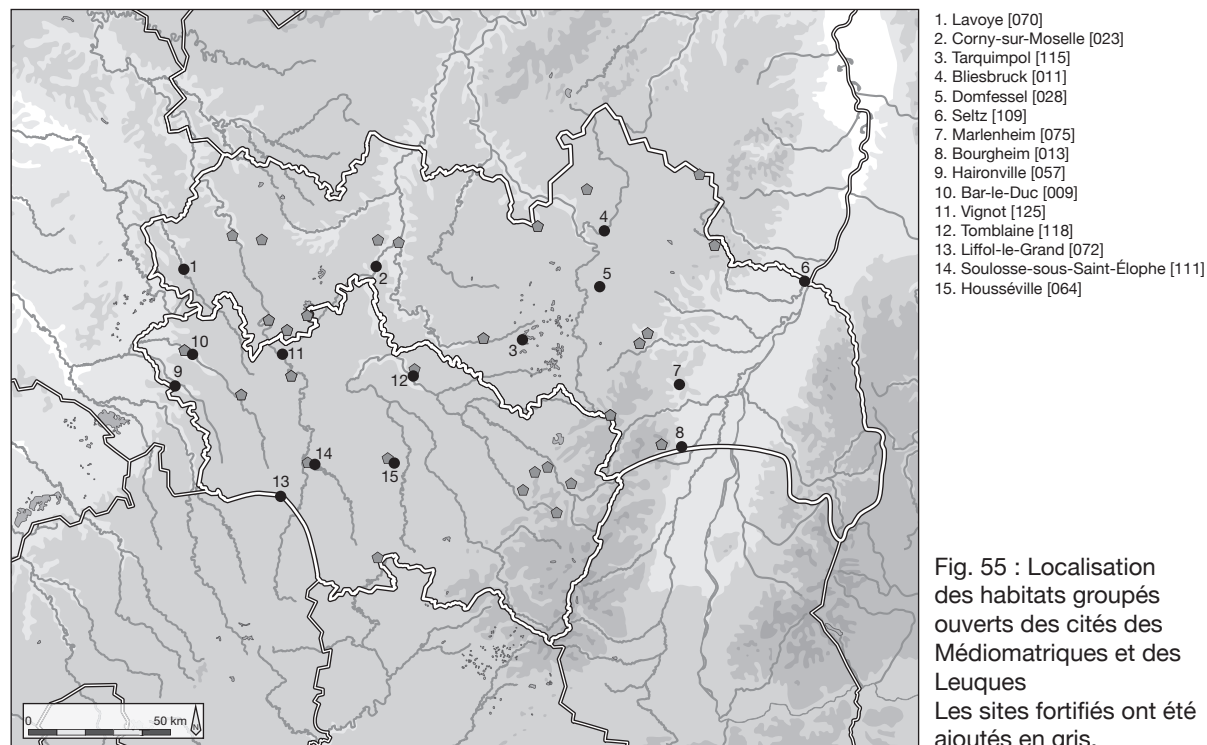 1. Lavoye [070]
2. Corny-sur-Moselle [023]
3. Tarquimpol [115]
4. Bliesbruck [011]
5. Domfessel [028]
6. Seltz [109]
7. Marlenheim [075]
8. Bourgheim [013]
9. Haironville [057]
10. Bar-le-Duc [009]
11. Vignot [125]
12. Tomblaine [118]
13. Liffol-le-Grand [072]
14. Soulosse-sous-Saint-Élophe [111]
15. Housséville [064]
4
1
2
6
5
10
11
3
12
9
7
8
14
15
13
0
50 km
N
Fig. 55 : Localisation
des habitats groupés
ouverts des cités des
Médiomatriques et des
Leuques
Les sites fortifiés ont été
ajoutés en gris.